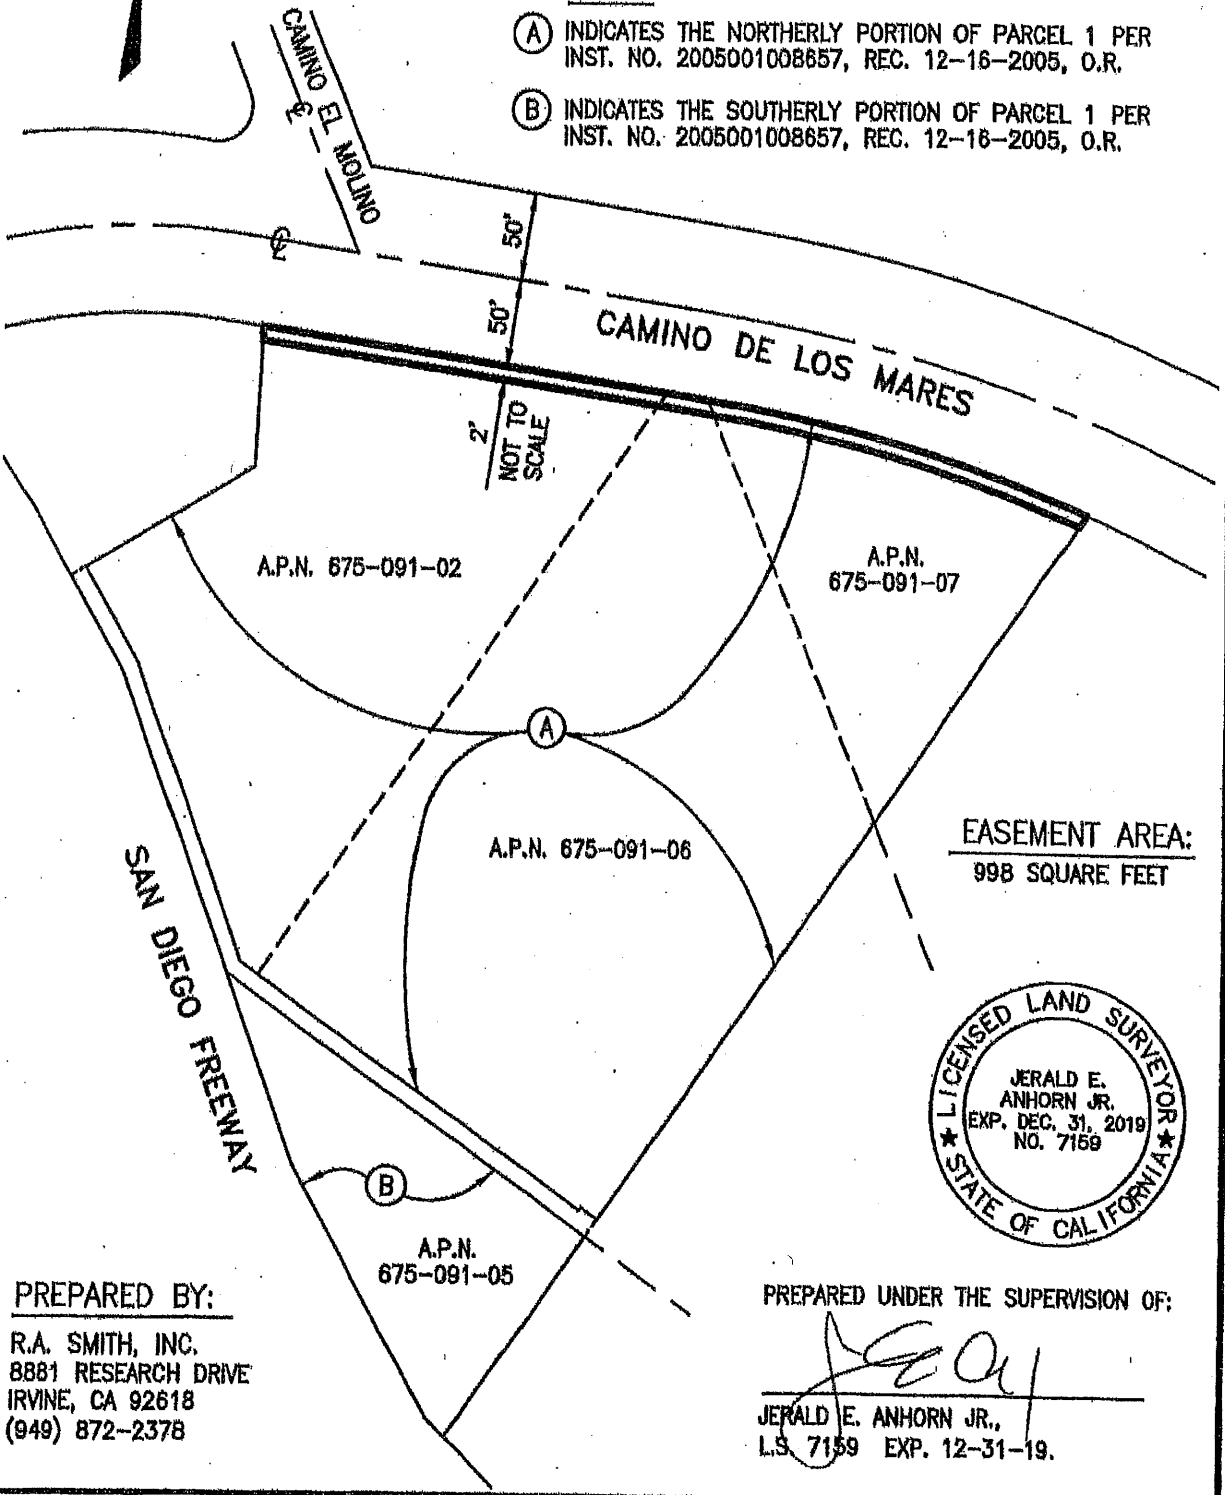 Ⓐ INDICATES THE NORTHERLY PORTION OF PARCEL 1 PER
INST. NO. 2005001008657, REC. 12-16-2005, O.R.
Ⓑ INDICATES THE SOUTHERLY PORTION OF PARCEL 1 PER
INST. NO. 2005001008657, REC. 12-16-2005, O.R.
CAMINO EL MOLINO
℄
℄
50'
50'
CAMINO DE LOS MARES
2'
NOT TO
SCALE
A.P.N. 675-091-02
A.P.N.
675-091-07
A
A.P.N. 675-091-06
EASEMENT AREA:
998 SQUARE FEET
SAN DIEGO FREEWAY
LICENSED LAND SURVEYOR
JERALD E.
ANHORN JR.
EXP. DEC. 31, 2019
NO. 7159
★ STATE OF CALIFORNIA ★
B
A.P.N.
675-091-05
PREPARED BY:
R.A. SMITH, INC.
8881 RESEARCH DRIVE
IRVINE, CA 92618
(949) 872-2378
PREPARED UNDER THE SUPERVISION OF:
JERALD E. ANHORN JR.,
L.S. 7159 EXP. 12-31-19.